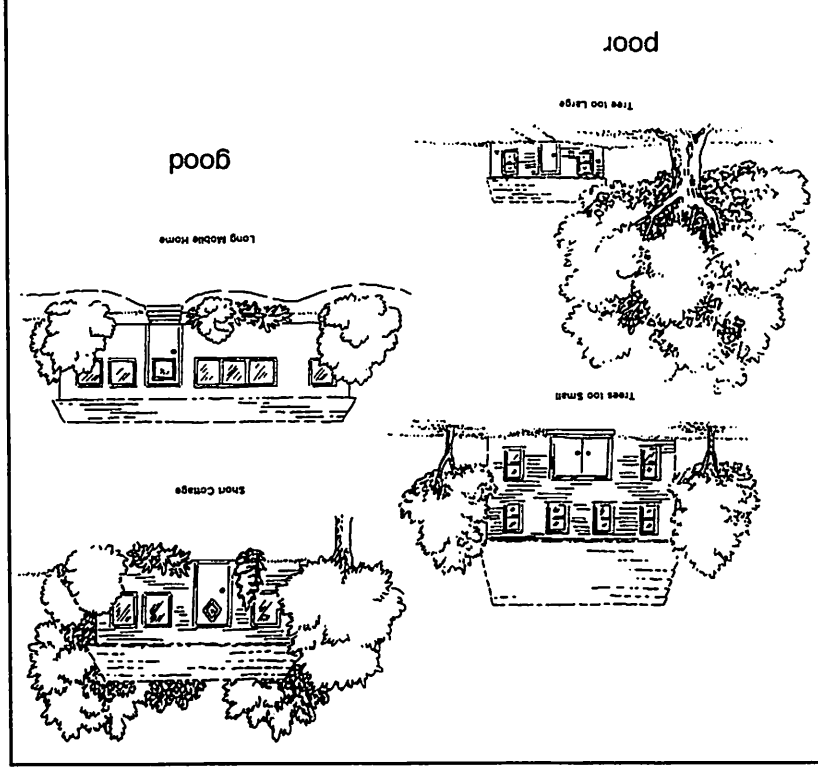 Trees too Small
Tree too Large
poor
Short Cottage
Long Mobile Home
good